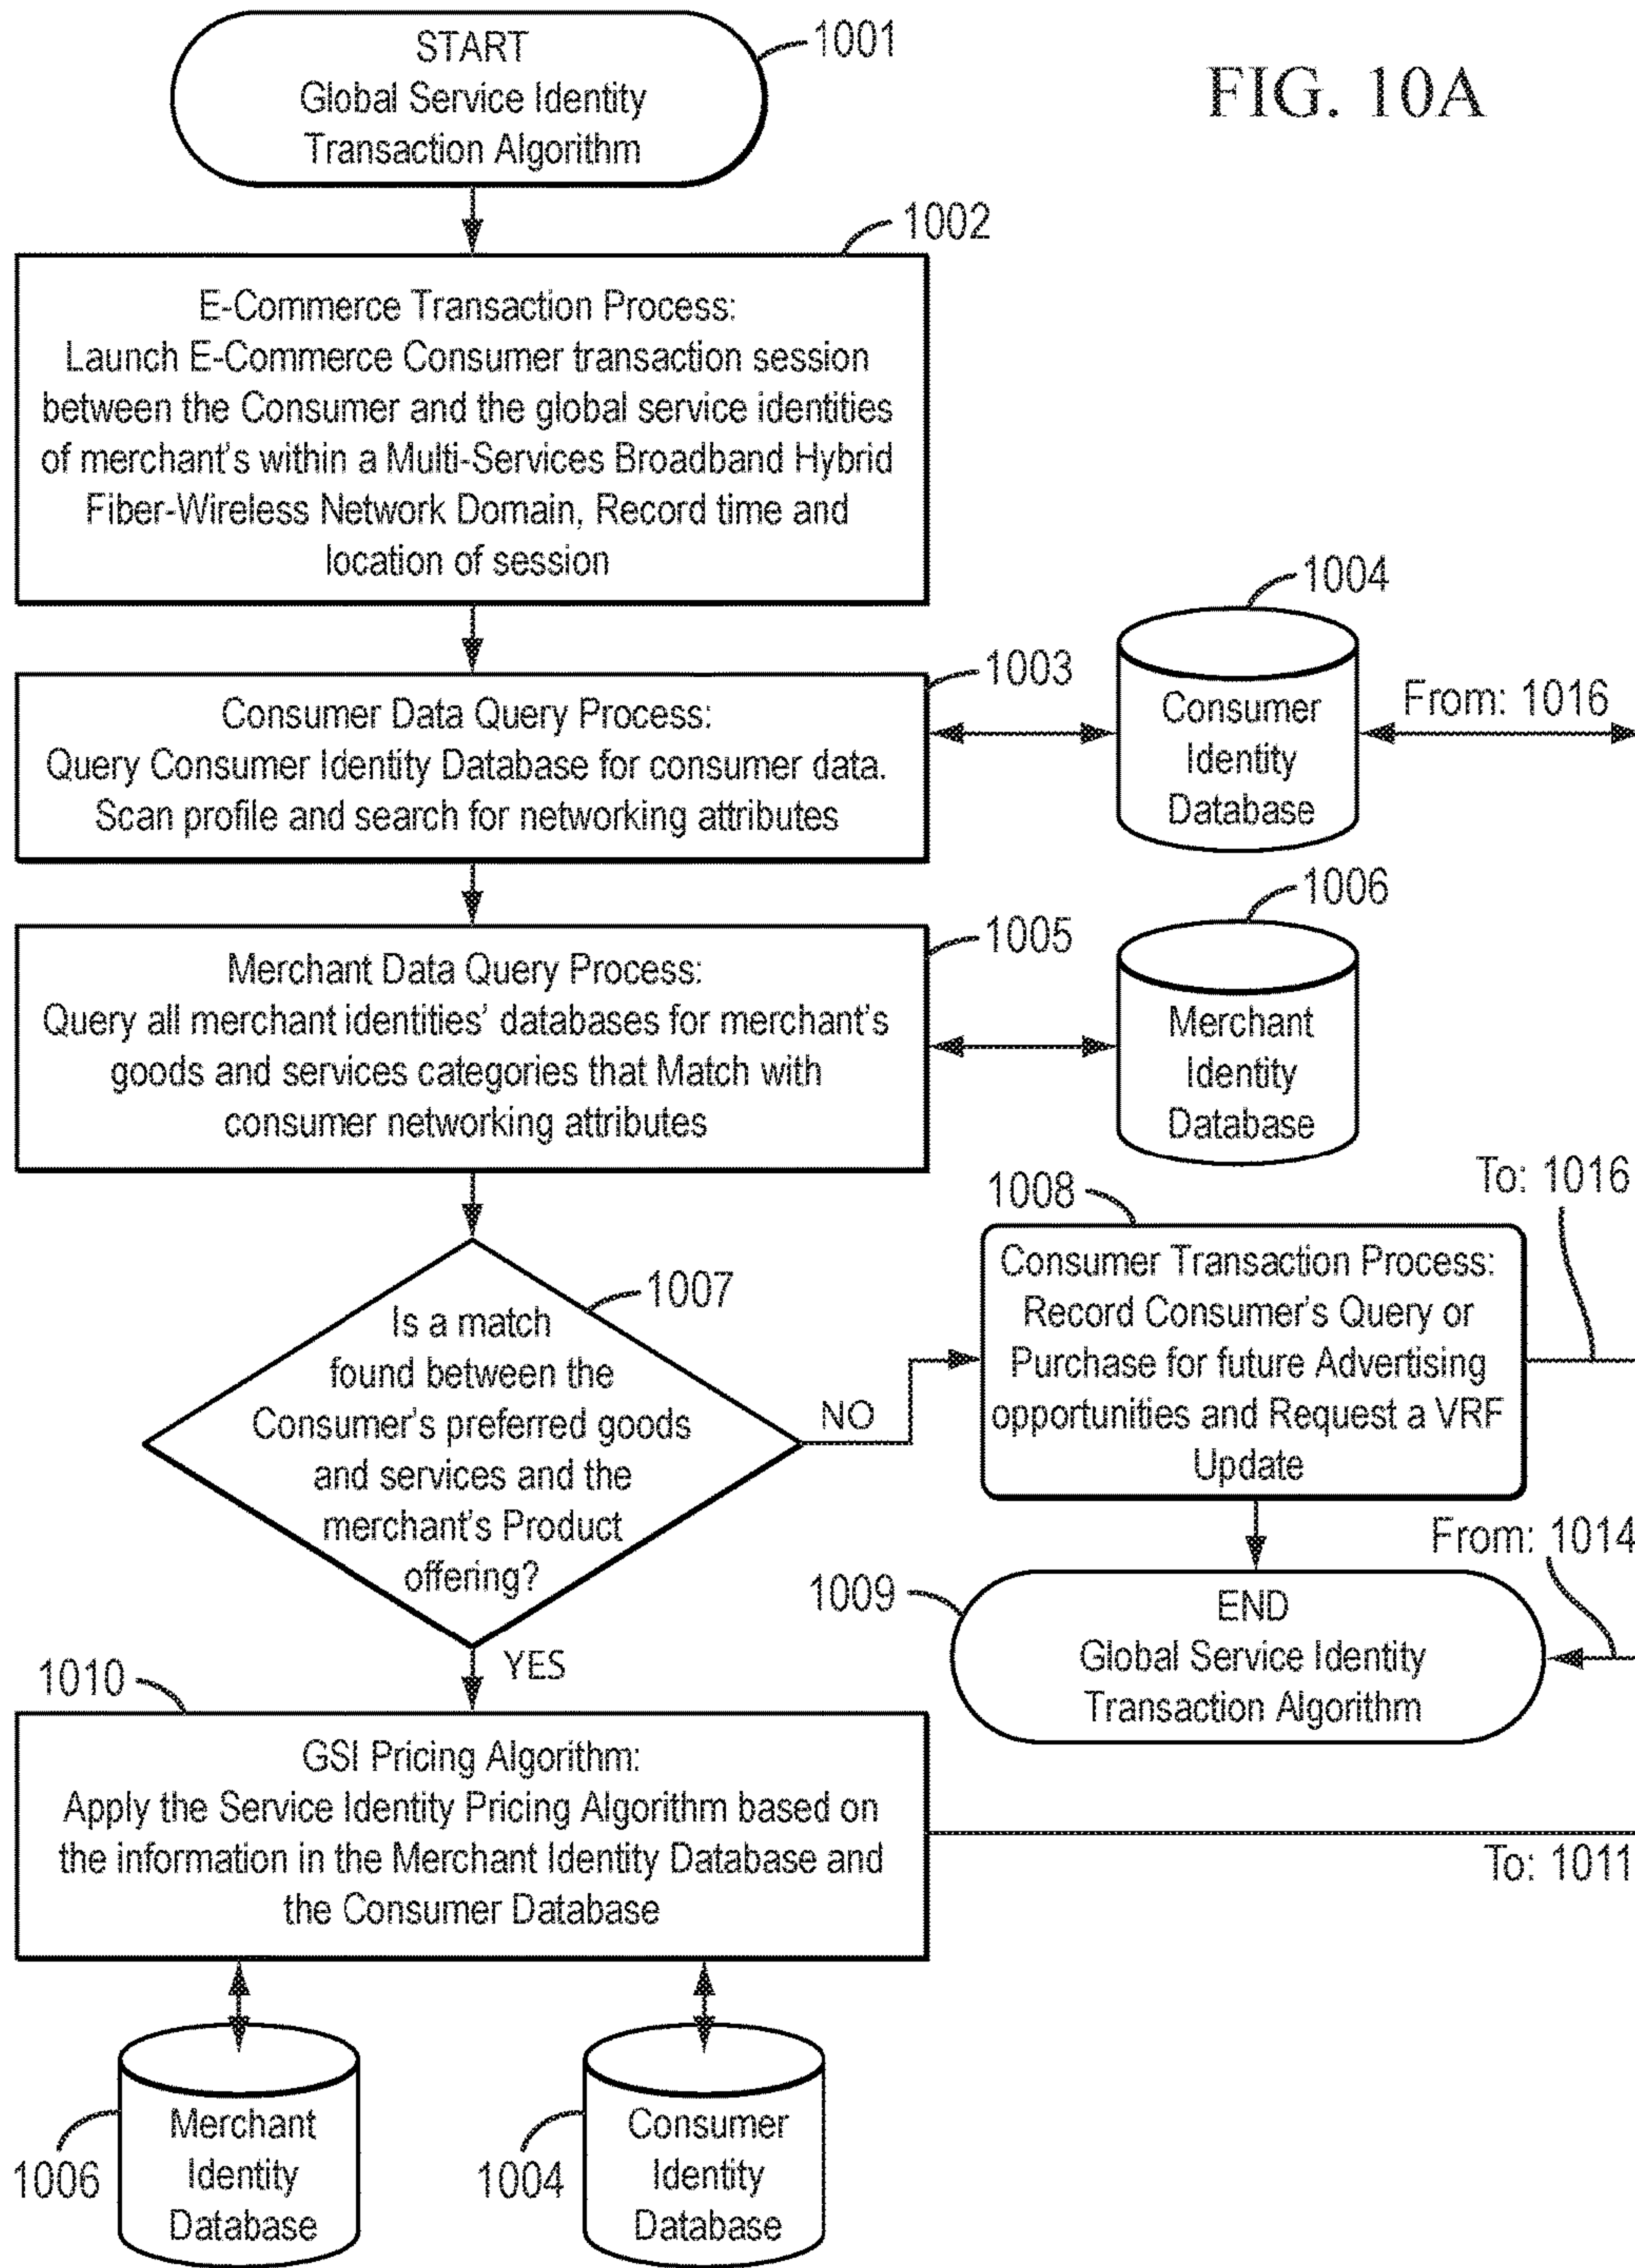 FIG. 10A
START
Global Service Identity
Transaction Algorithm
1001
1002
E-Commerce Transaction Process:
Launch E-Commerce Consumer transaction session
between the Consumer and the global service identities
of merchant's within a Multi-Services Broadband Hybrid
Fiber-Wireless Network Domain, Record time and
location of session
1003
Consumer Data Query Process:
Query Consumer Identity Database for consumer data.
Scan profile and search for networking attributes
1004
Consumer
Identity
Database
From: 1016
1005
Merchant Data Query Process:
Query all merchant identities' databases for merchant's
goods and services categories that Match with
consumer networking attributes
1006
Merchant
Identity
Database
1007
Is a match
found between the
Consumer's preferred goods
and services and the
merchant's Product
offering?
NO
YES
1008
To: 1016
Consumer Transaction Process:
Record Consumer's Query or
Purchase for future Advertising
opportunities and Request a VRF
Update
From: 1014
1009
END
Global Service Identity
Transaction Algorithm
1010
GSI Pricing Algorithm:
Apply the Service Identity Pricing Algorithm based on
the information in the Merchant Identity Database and
the Consumer Database
To: 1011
1006
Merchant
Identity
Database
1004
Consumer
Identity
Database